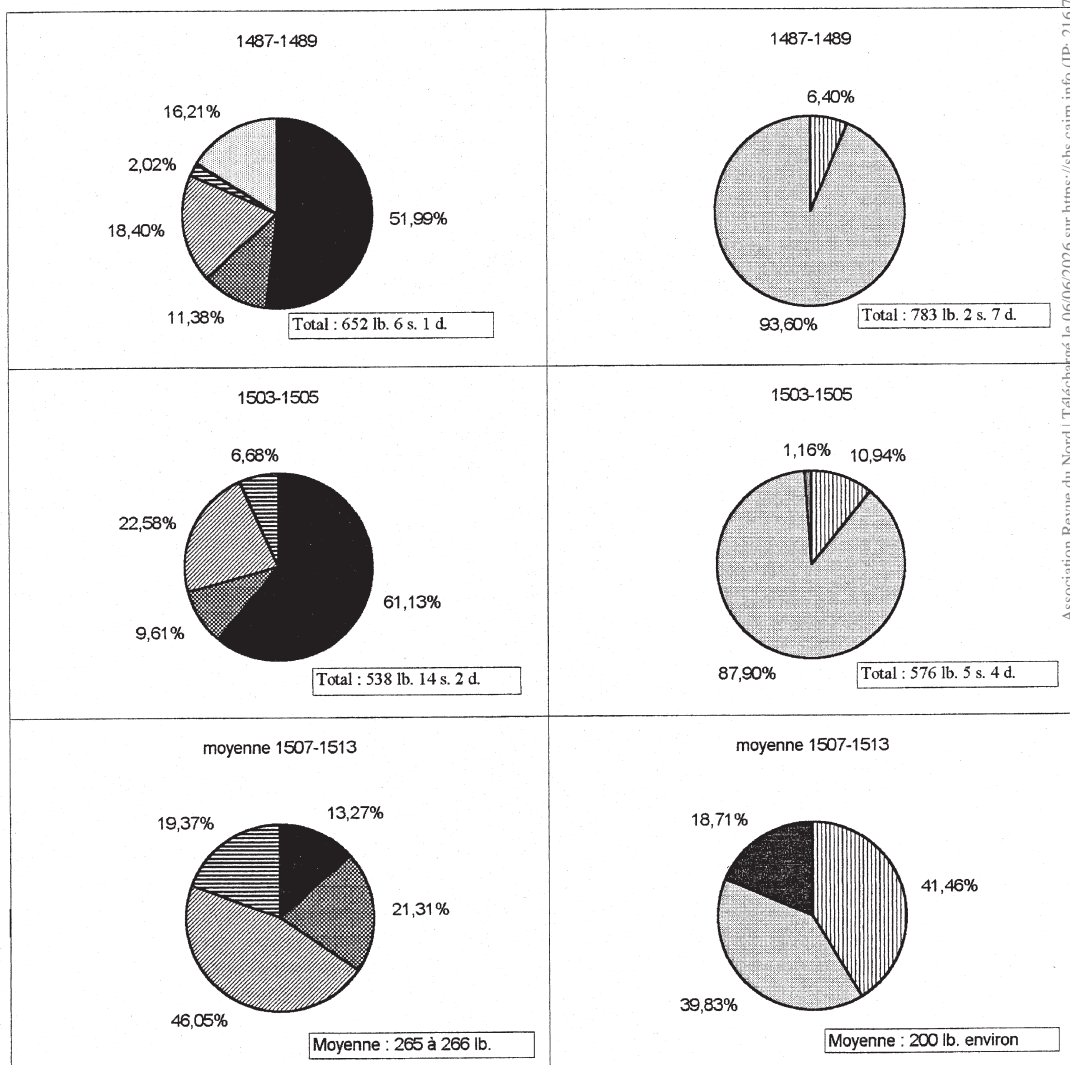 1487-1489
16,21%
2,02%
18,40%
11,38%
51,99%
Total : 652 lb. 6 s. 1 d.
1487-1489
6,40%
93,60%
Total : 783 lb. 2 s. 7 d.
1503-1505
6,68%
22,58%
9,61%
61,13%
Total : 538 lb. 14 s. 2 d.
1503-1505
1,16%
10,94%
87,90%
Total : 576 lb. 5 s. 4 d.
moyenne 1507-1513
19,37%
13,27%
21,31%
46,05%
Moyenne : 265 à 266 lb.
moyenne 1507-1513
18,71%
41,46%
39,83%
Moyenne : 200 lb. environ
Association Revue du Nord | Téléchargé le 06/06/2026 sur https://shs.cairn.info (IP: 216.7